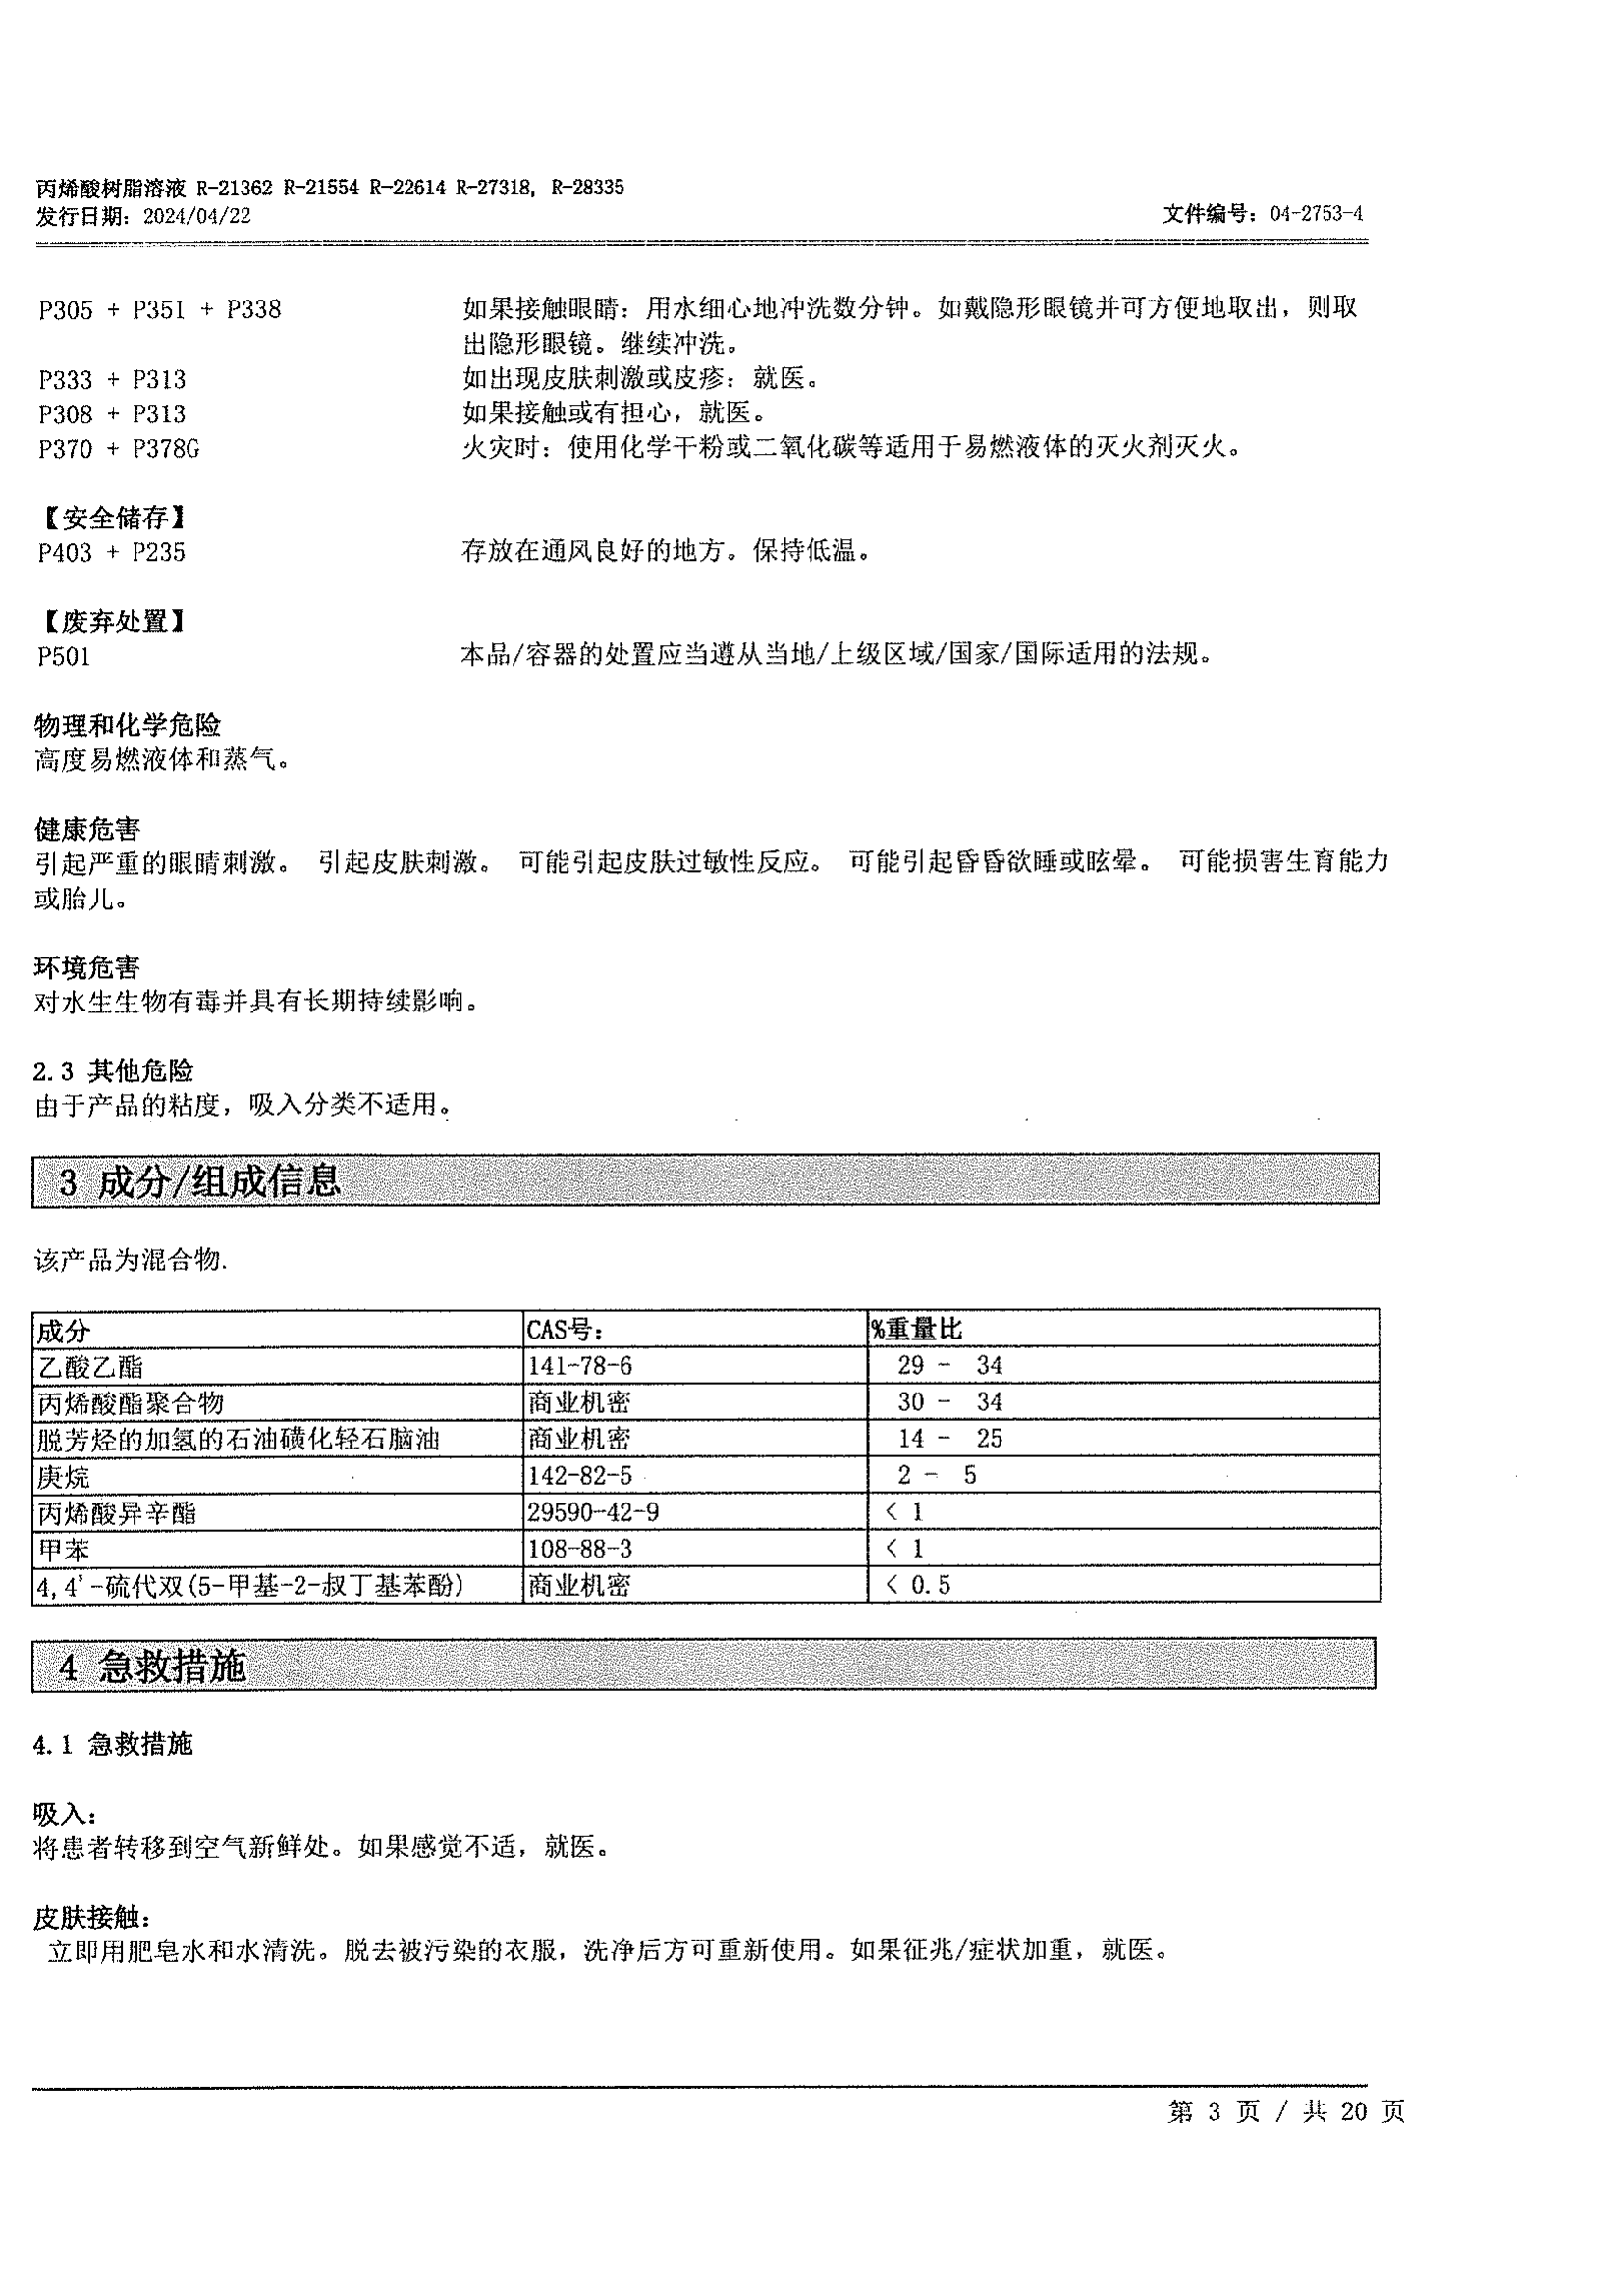 丙烯酸树脂溶液 R-21362 R-21554 R-22614 R-27318, R-28335
发行日期: 2024/04/22 文件编号: 04-2753-4
P305 + P351 + P338 如果接触眼睛: 用水细心地冲洗数分钟。如戴隐形眼镜并可方便地取出, 则取
出隐形眼镜。继续冲洗。
P333 + P313 如出现皮肤刺激或皮疹: 就医。
P308 + P313 如果接触或有担心, 就医。
P370 + P378G 火灾时: 使用化学干粉或二氧化碳等适用于易燃液体的灭火剂灭火。
【安全储存】
P403 + P235 存放在通风良好的地方。保持低温。
【废弃处置】
P501 本品/容器的处置应当遵从当地/上级区域/国家/国际适用的法规。
物理和化学危险
高度易燃液体和蒸气。
健康危害
引起严重的眼睛刺激。 引起皮肤刺激。 可能引起皮肤过敏性反应。 可能引起昏昏欲睡或眩晕。 可能损害生育能力
或胎儿。
环境危害
对水生生物有毒并具有长期持续影响。
2.3 其他危险
由于产品的粘度, 吸入分类不适用。
3 成分/组成信息
该产品为混合物.
成分 CAS号: %重量比
乙酸乙酯 141-78-6 29 - 34
丙烯酸酯聚合物 商业机密 30 - 34
脱芳烃的加氢的石油磺化轻石脑油 商业机密 14 - 25
庚烷 142-82-5 2 - 5
丙烯酸异辛酯 29590-42-9 < 1
甲苯 108-88-3 < 1
4,4'-硫代双(5-甲基-2-叔丁基苯酚) 商业机密 < 0.5
4 急救措施
4.1 急救措施
吸入:
将患者转移到空气新鲜处。如果感觉不适, 就医。
皮肤接触:
立即用肥皂水和水清洗。脱去被污染的衣服, 洗净后方可重新使用。如果征兆/症状加重, 就医。
第 3 页 / 共 20 页